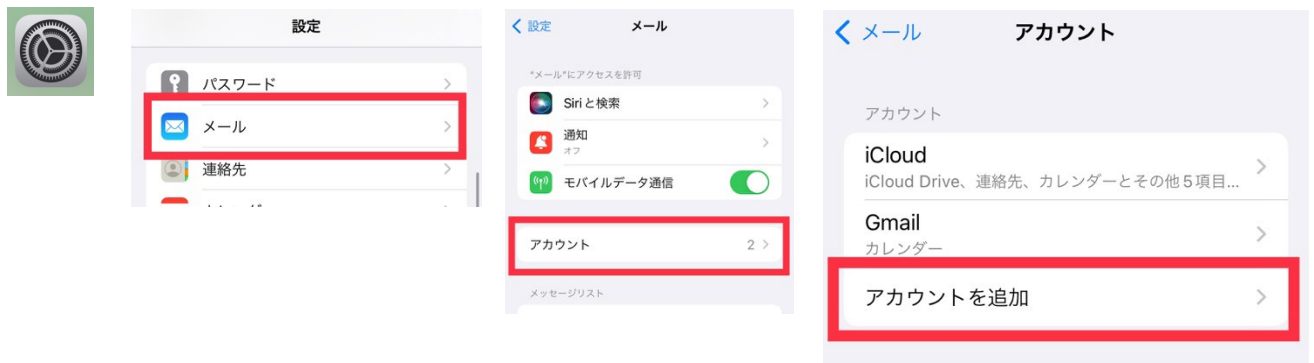 設定
パスワード
メール
連絡先
設定
メール
"メール"にアクセスを許可
Siriと検索
通知
オフ
モバイルデータ通信
アカウント
2
メッセージリスト
メール
アカウント
アカウント
iCloud
iCloud Drive、連絡先、カレンダーとその他5項目...
Gmail
カレンダー
アカウントを追加